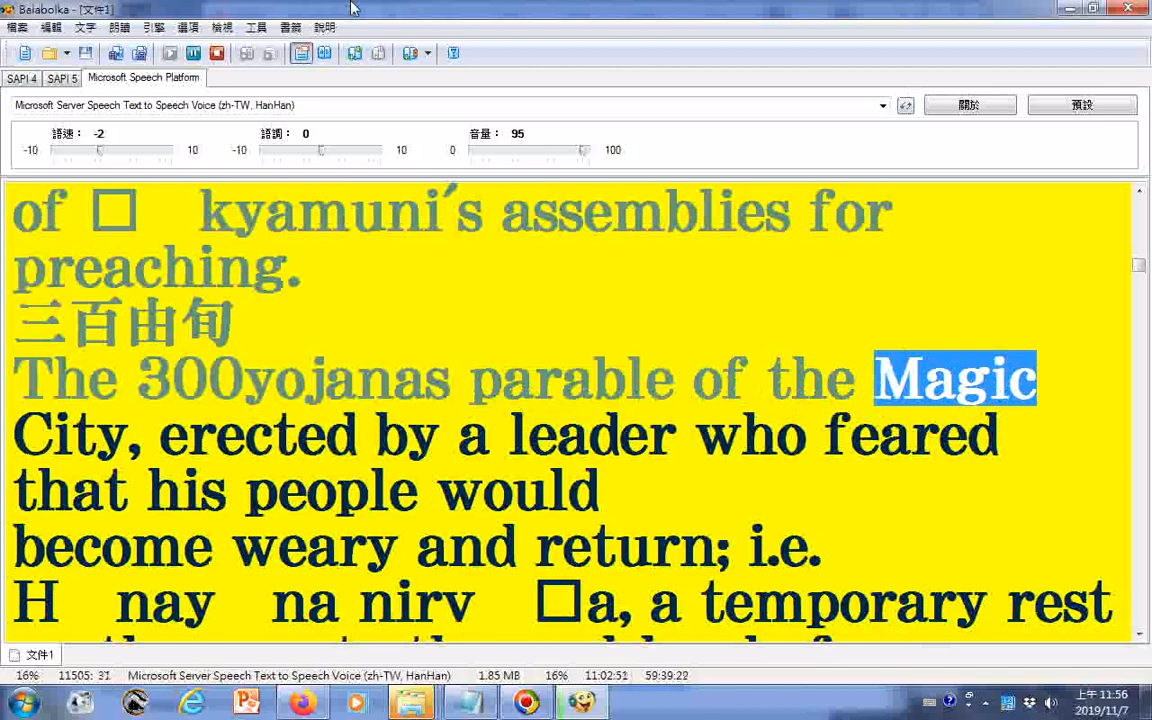 Balabolka - [文件1]
檔案 編輯 文字 朗讀 引擎 選項 檢視 工具 書籤 說明
SAPI 4 SAPI 5 Microsoft Speech Platform
Microsoft Server Speech Text to Speech Voice (zh-TW, HanHan) 關於 預設
語速： -2 語調： 0 音量： 95
-10 10 -10 10 0 100
of □ kyamuni's assemblies for
preaching.
三百由旬
The 300yojanas parable of the Magic
City, erected by a leader who feared
that his people would
become weary and return; i.e.
H nay na nirv □a, a temporary rest
文件1
16% 11505: 31 Microsoft Server Speech Text to Speech Voice (zh-TW, HanHan) 1.85 MB 16% 11:02:51 59:39:22
上午 11:56
2019/11/7